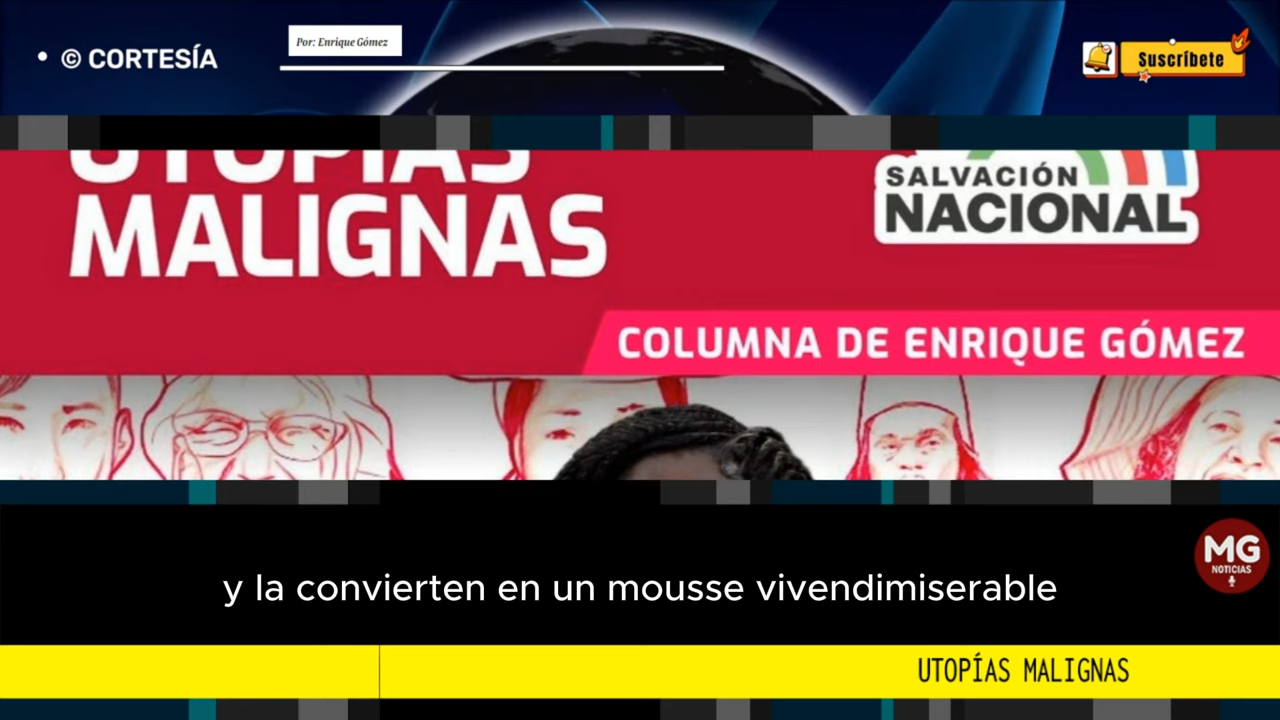 • © CORTESÍA
Por: Enrique Gómez
Suscríbete
UTOPÍAS
MALIGNAS
SALVACIÓN
NACIONAL
COLUMNA DE ENRIQUE GÓMEZ
y la convierten en un mousse vivendimiserable
MG
NOTICIAS
UTOPÍAS MALIGNAS